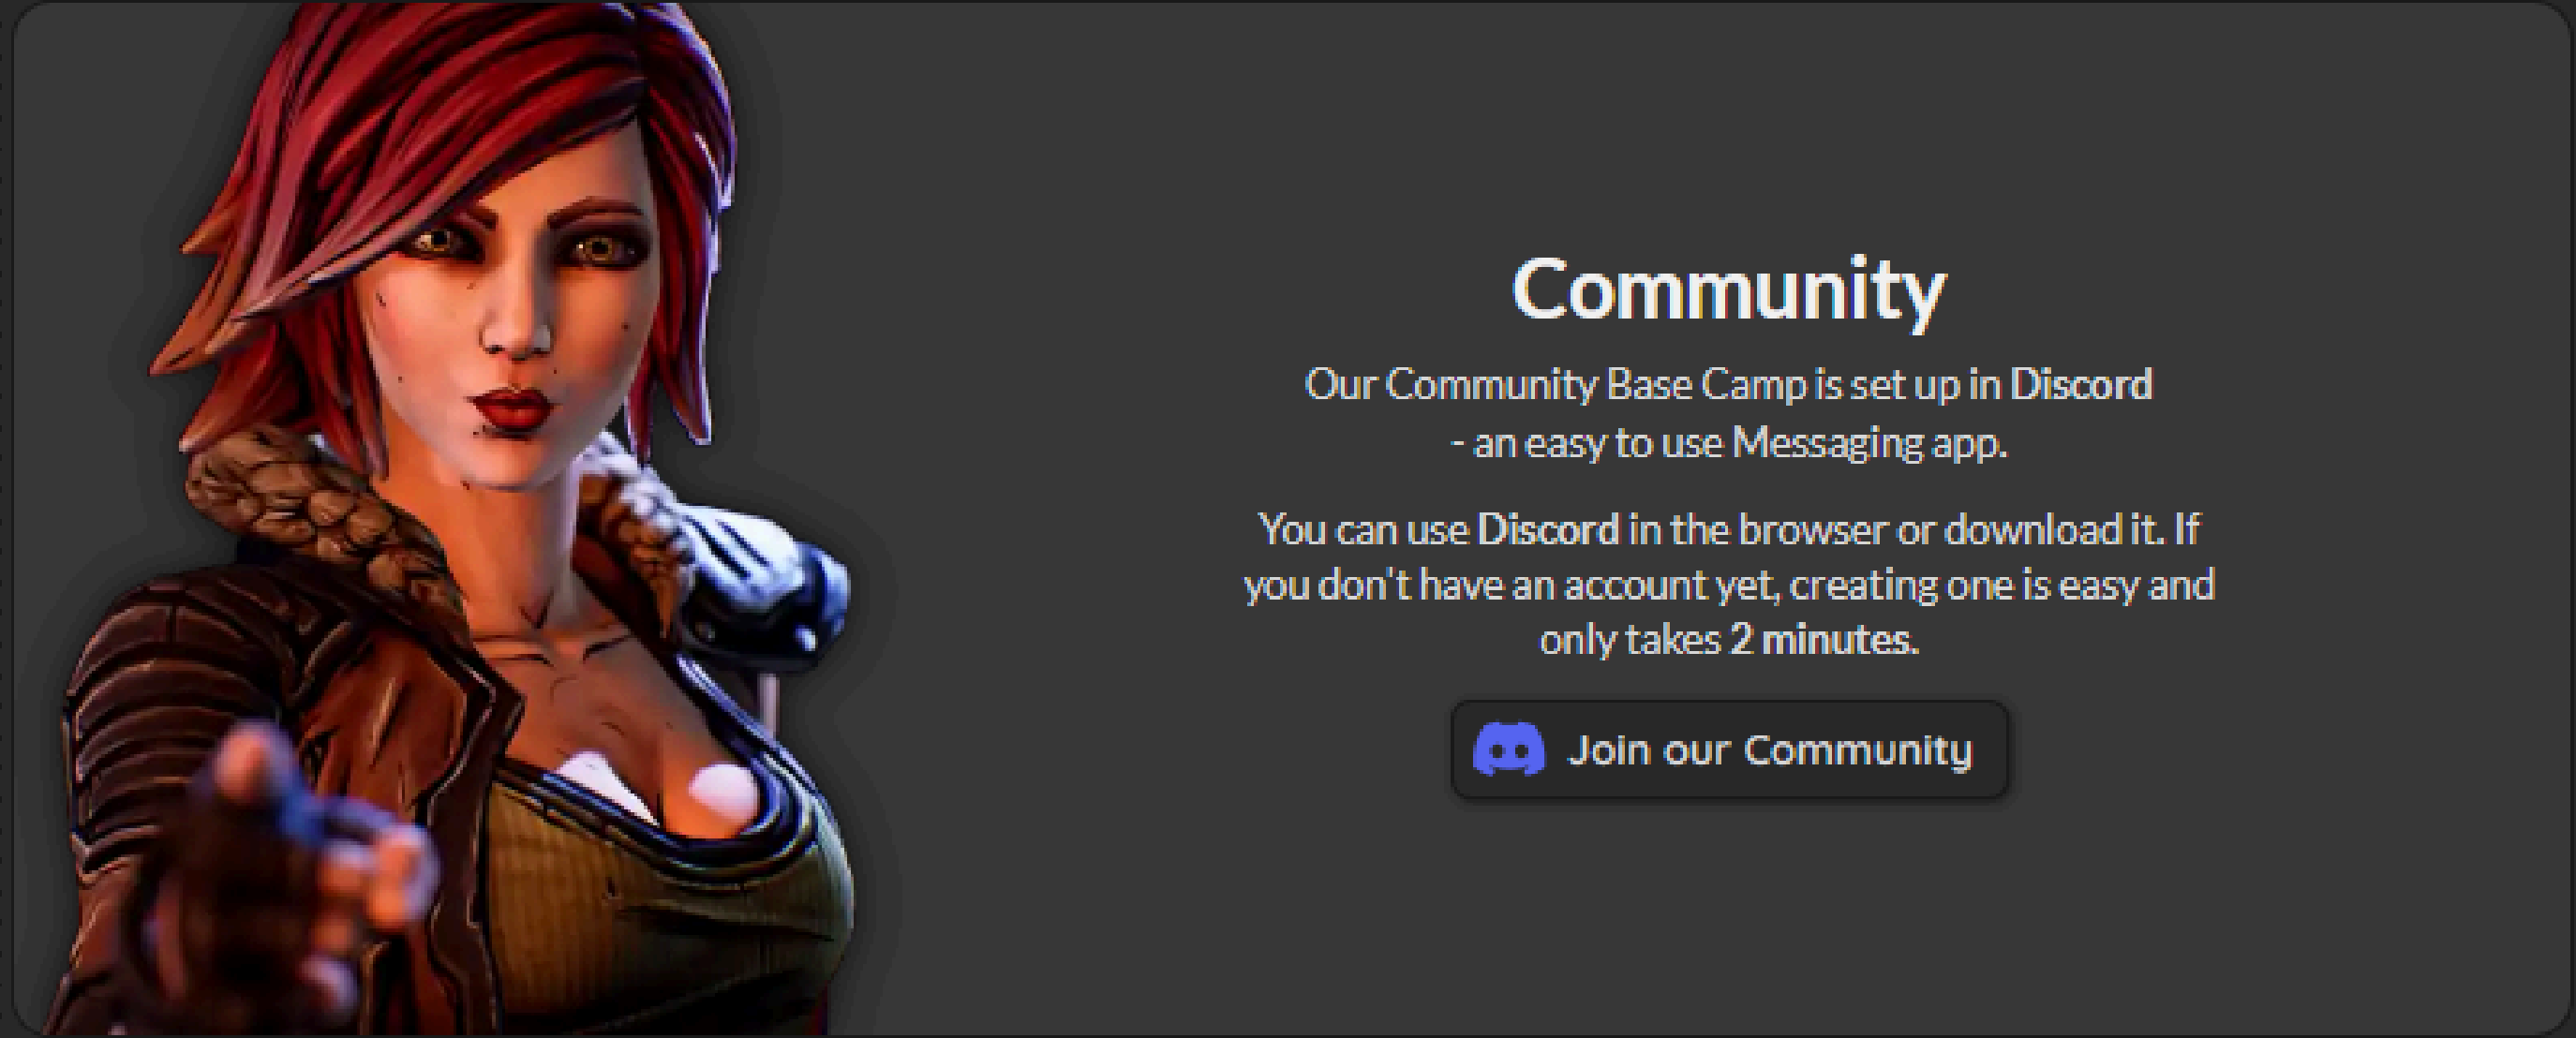 Community
Our Community Base Camp is set up in Discord
- an easy to use Messaging app.
You can use Discord in the browser or download it. If
you don't have an account yet, creating one is easy and
only takes 2 minutes.
Join our Community